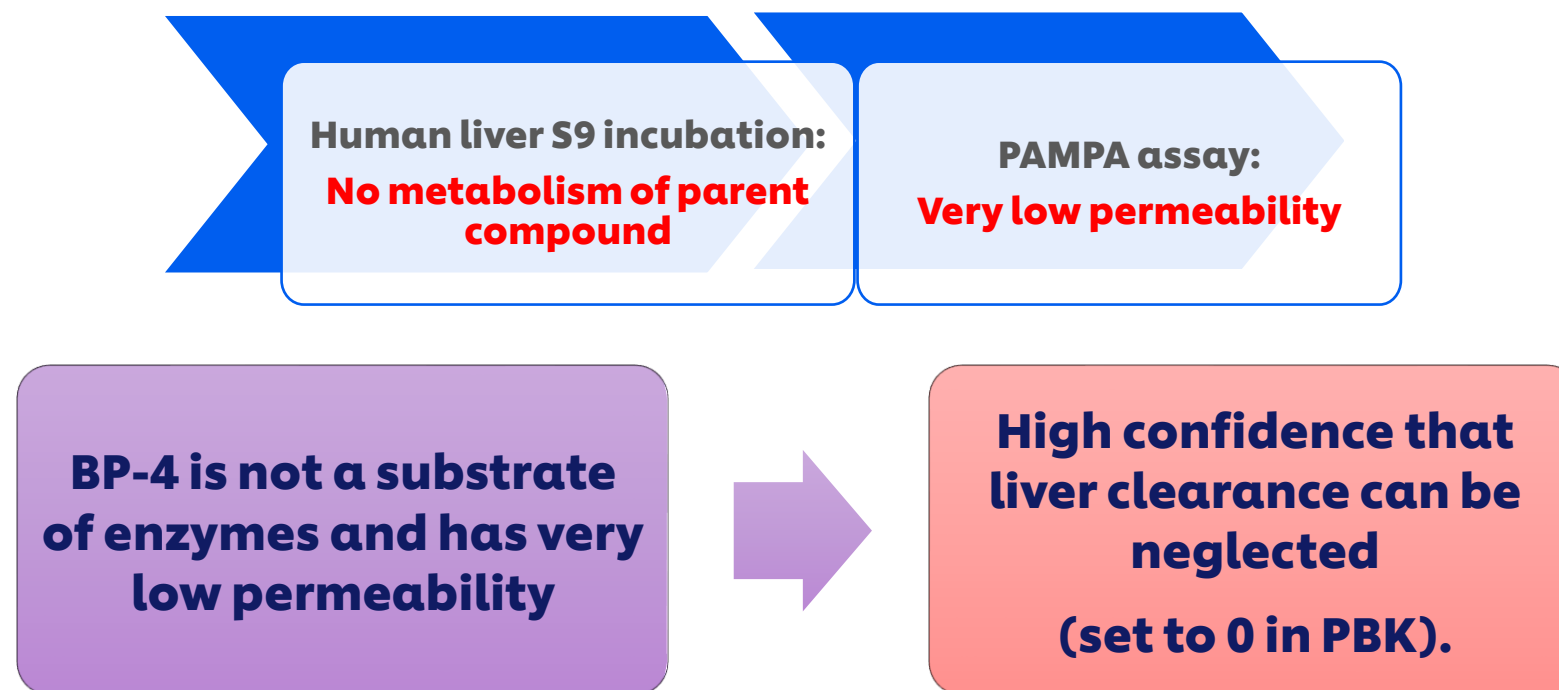 Human liver S9 incubation:
No metabolism of parent
compound
PAMPA assay:
Very low permeability
BP-4 is not a substrate
of enzymes and has very
low permeability
High confidence that
liver clearance can be
neglected
(set to 0 in PBK).